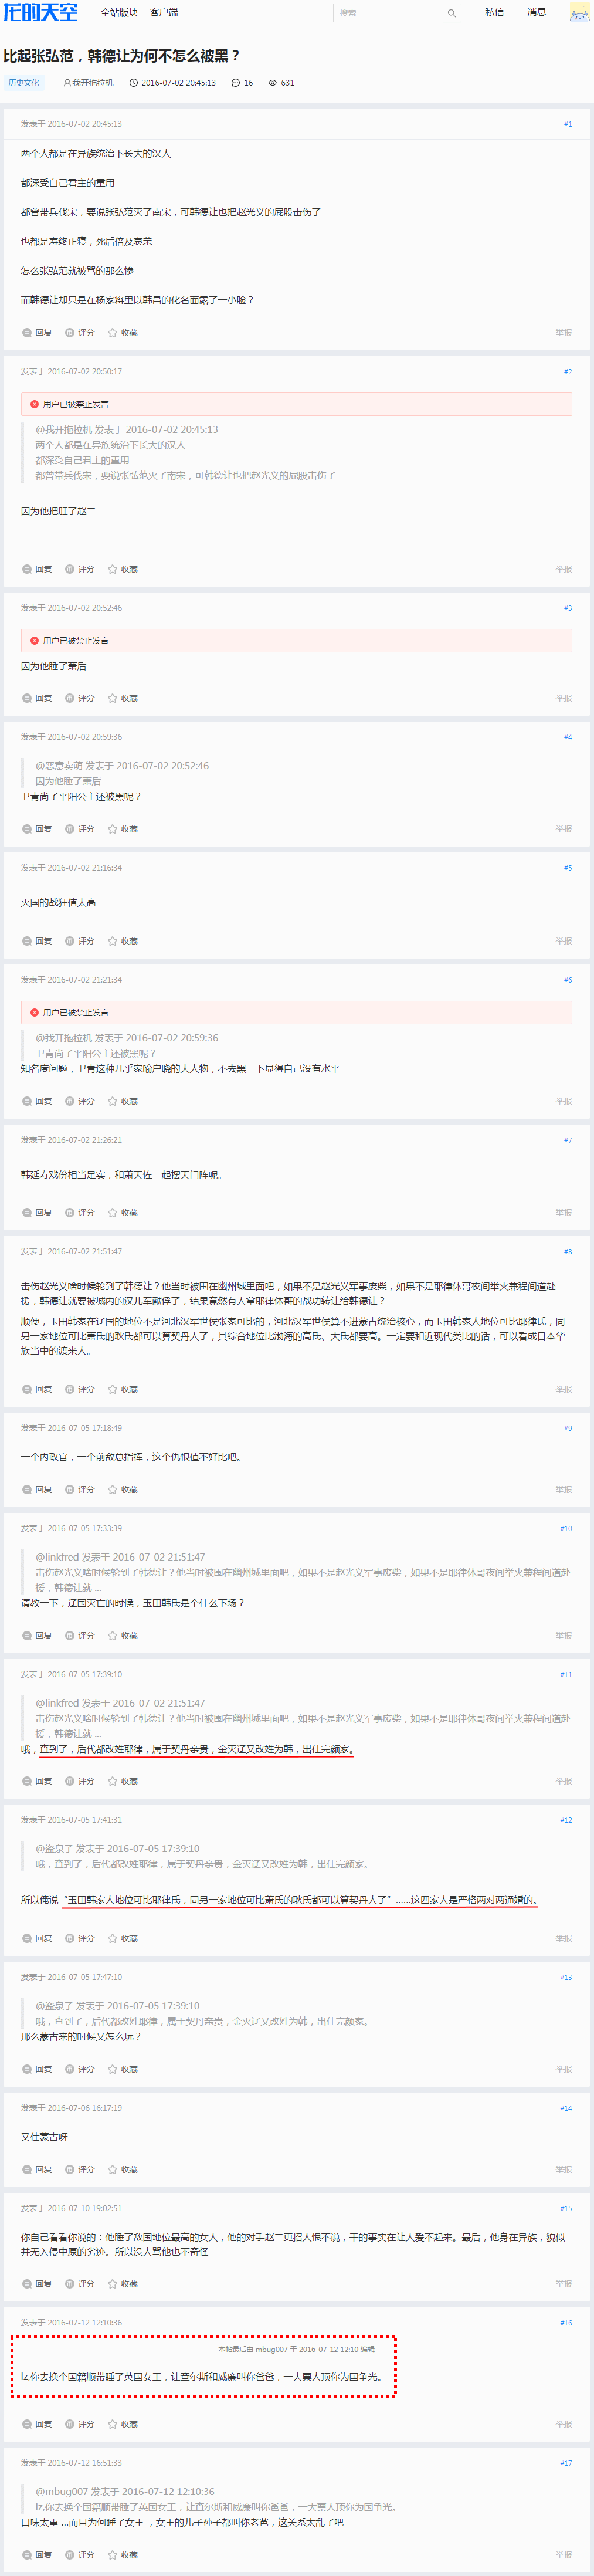 龙的天空 全站版块 客户端 搜索 私信 消息
比起张弘范，韩德让为何不怎么被黑？
历史文化 我开拖拉机 2016-07-02 20:45:13 16 631
发表于 2016-07-02 20:45:13 #1
两个人都是在异族统治下长大的汉人
都深受自己君主的重用
都曾带兵伐宋，要说张弘范灭了南宋，可韩德让也把赵光义的屁股击伤了
也都是寿终正寝，死后倍及哀荣
怎么张弘范就被骂的那么惨
而韩德让却只是在杨家将里以韩昌的化名面露了一小脸？
回复 评分 收藏 举报
发表于 2016-07-02 20:50:17 #2
用户已被禁止发言
@我开拖拉机 发表于 2016-07-02 20:45:13
两个人都是在异族统治下长大的汉人
都深受自己君主的重用
都曾带兵伐宋，要说张弘范灭了南宋，可韩德让也把赵光义的屁股击伤了
因为他把肛了赵二
回复 评分 收藏 举报
发表于 2016-07-02 20:52:46 #3
用户已被禁止发言
因为他睡了萧后
回复 评分 收藏 举报
发表于 2016-07-02 20:59:36 #4
@恶意卖萌 发表于 2016-07-02 20:52:46
因为他睡了萧后
卫青尚了平阳公主还被黑呢？
回复 评分 收藏 举报
发表于 2016-07-02 21:16:34 #5
灭国的战狂值太高
回复 评分 收藏 举报
发表于 2016-07-02 21:21:34 #6
用户已被禁止发言
@我开拖拉机 发表于 2016-07-02 20:59:36
卫青尚了平阳公主还被黑呢？
知名度问题，卫青这种几乎家喻户晓的大人物，不去黑一下显得自己没有水平
回复 评分 收藏 举报
发表于 2016-07-02 21:26:21 #7
韩延寿戏份相当足实，和萧天佐一起摆天门阵呢。
回复 评分 收藏 举报
发表于 2016-07-02 21:51:47 #8
击伤赵光义啥时候轮到了韩德让？他当时被围在幽州城里面吧，如果不是赵光义军事废柴，如果不是耶律休哥夜间举火兼程间道赴
援，韩德让就要被城内的汉儿军献俘了，结果竟然有人拿耶律休哥的战功转让给韩德让？
顺便，玉田韩家在辽国的地位不是河北汉军世侯张家可比的，河北汉军世侯算不进蒙古统治核心，而玉田韩家人地位可比耶律氏，同
另一家地位可比萧氏的耿氏都可以算契丹人了，其综合地位比渤海的高氏、大氏都要高。一定要和近现代类比的话，可以看成日本华
族当中的渡来人。
回复 评分 收藏 举报
发表于 2016-07-05 17:18:49 #9
一个内政官，一个前敌总指挥，这个仇恨值不好比吧。
回复 评分 收藏 举报
发表于 2016-07-05 17:33:39 #10
@linkfred 发表于 2016-07-02 21:51:47
击伤赵光义啥时候轮到了韩德让？他当时被围在幽州城里面吧，如果不是赵光义军事废柴，如果不是耶律休哥夜间举火兼程间道赴
援，韩德让就 ...
请教一下，辽国灭亡的时候，玉田韩氏是个什么下场？
回复 评分 收藏 举报
发表于 2016-07-05 17:39:10 #11
@linkfred 发表于 2016-07-02 21:51:47
击伤赵光义啥时候轮到了韩德让？他当时被围在幽州城里面吧，如果不是赵光义军事废柴，如果不是耶律休哥夜间举火兼程间道赴
援，韩德让就 ...
哦，查到了，后代都改姓耶律，属于契丹亲贵，金灭辽又改姓为韩，出仕完颜家。
回复 评分 收藏 举报
发表于 2016-07-05 17:41:31 #12
@盗泉子 发表于 2016-07-05 17:39:10
哦，查到了，后代都改姓耶律，属于契丹亲贵，金灭辽又改姓为韩，出仕完颜家。
所以俺说“玉田韩家人地位可比耶律氏，同另一家地位可比萧氏的耿氏都可以算契丹人了”......这四家人是严格两对两通婚的。
回复 评分 收藏 举报
发表于 2016-07-05 17:47:10 #13
@盗泉子 发表于 2016-07-05 17:39:10
哦，查到了，后代都改姓耶律，属于契丹亲贵，金灭辽又改姓为韩，出仕完颜家。
那么蒙古来的时候又怎么玩？
回复 评分 收藏 举报
发表于 2016-07-06 16:17:19 #14
又仕蒙古呀
回复 评分 收藏 举报
发表于 2016-07-10 19:02:51 #15
你自己看看你说的：他睡了敌国地位最高的女人，他的对手赵二更招人恨不说，干的事实在让人爱不起来。最后，他身在异族，貌似
并无入侵中原的劣迹。所以没人骂他也不奇怪
回复 评分 收藏 举报
发表于 2016-07-12 12:10:36 #16
本帖最后由 mbug007 于 2016-07-12 12:10 编辑
lz,你去换个国籍顺带睡了英国女王，让查尔斯和威廉叫你爸爸，一大票人顶你为国争光。
回复 评分 收藏 举报
发表于 2016-07-12 16:51:33 #17
@mbug007 发表于 2016-07-12 12:10:36
lz,你去换个国籍顺带睡了英国女王，让查尔斯和威廉叫你爸爸，一大票人顶你为国争光。
口味太重 ...而且为何睡了女王 ，女王的儿子孙子都叫你老爸，这关系太乱了吧
回复 评分 收藏 举报